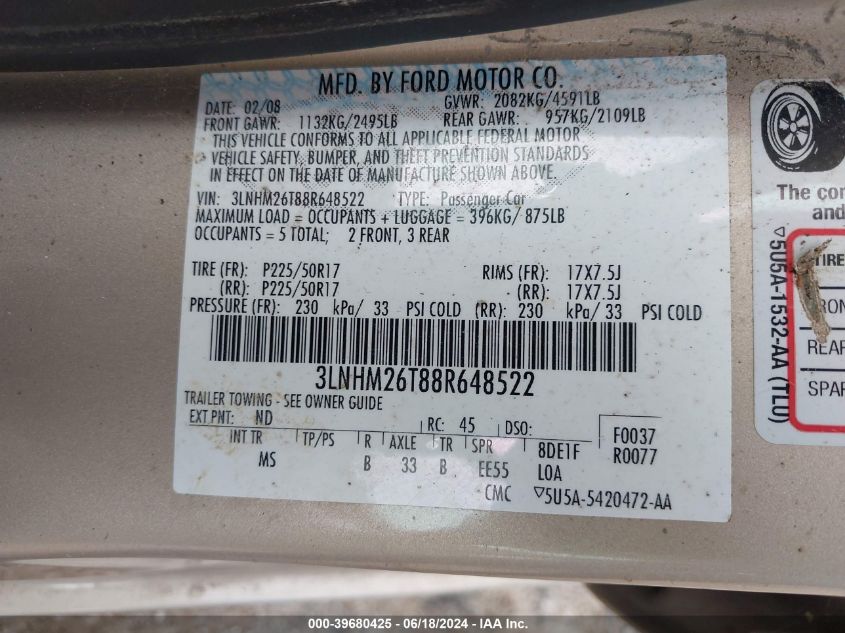 MFD. BY FORD MOTOR CO.
DATE: 02/08 GVWR: 2082KG/4591LB
FRONT GAWR: 1132KG/2495LB REAR GAWR: 957KG/2109LB
THIS VEHICLE CONFORMS TO ALL APPLICABLE FEDERAL MOTOR
VEHICLE SAFETY, BUMPER, AND THEFT PREVENTION STANDARDS
IN EFFECT ON THE DATE OF MANUFACTURE SHOWN ABOVE.
VIN: 3LNHM26T88R648522 TYPE: Passenger Car
MAXIMUM LOAD = OCCUPANTS + LUGGAGE = 396KG/ 875LB
OCCUPANTS = 5 TOTAL; 2 FRONT, 3 REAR
TIRE (FR): P225/50R17 RIMS (FR): 17X7.5J
(RR): P225/50R17 (RR): 17X7.5J
PRESSURE (FR): 230 kPa/ 33 PSI COLD (RR): 230 kPa/ 33 PSI COLD
3LNHM26T88R648522
TRAILER TOWING - SEE OWNER GUIDE
EXT PNT: ND RC: 45 DSO: F0037
INT TR TP/PS R AXLE TR SPR 8DE1F R0077
MS B 33 B EE55 LOA
CMC ▽5U5A-5420472-AA
The con
and
▽5U5A-1532-AA (TL0)
TIRE
RON
REAR
SPAR
000-39680425 - 06/18/2024 - IAA Inc.